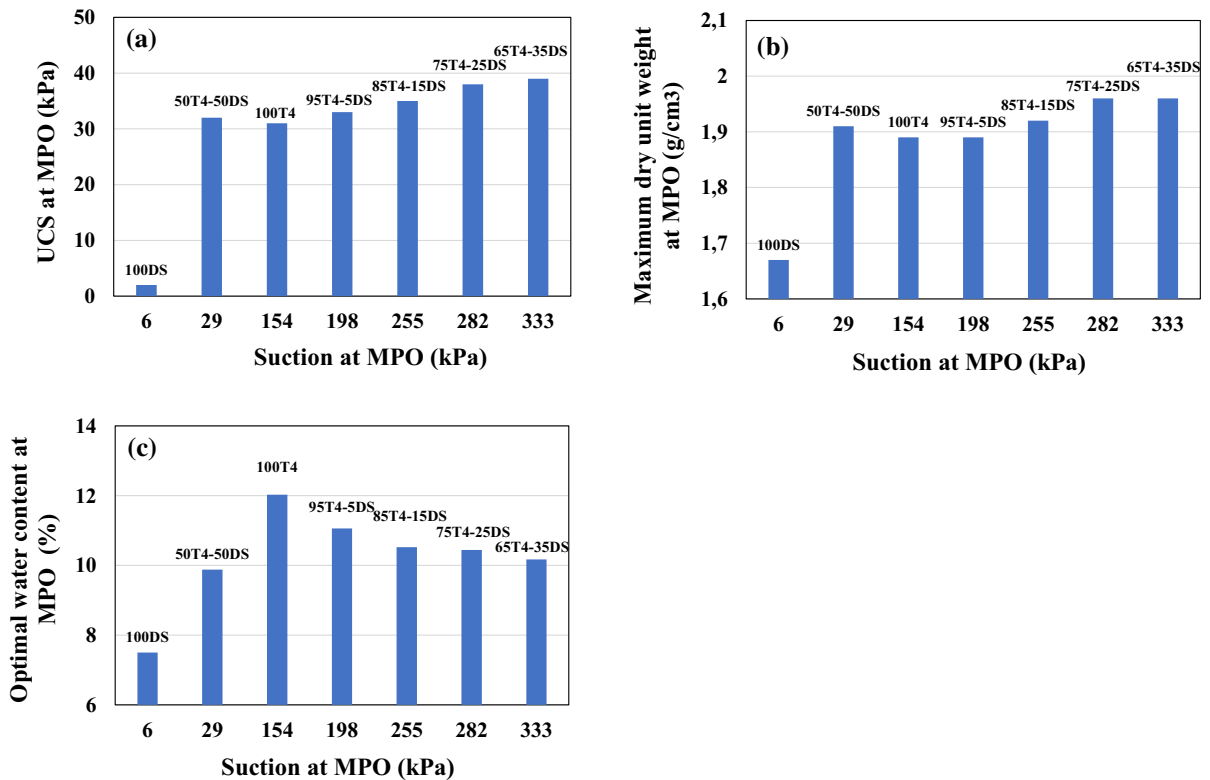 (a)
UCS at MPO (kPa)
50
40
30
20
10
0
100DS
50T4-50DS
100T4
95T4-5DS
85T4-15DS
75T4-25DS
65T4-35DS
6 29 154 198 255 282 333
Suction at MPO (kPa)
(b)
Maximum dry unit weight
at MPO (g/cm3)
2,1
2
1,9
1,8
1,7
1,6
100DS
50T4-50DS
100T4
95T4-5DS
85T4-15DS
75T4-25DS
65T4-35DS
6 29 154 198 255 282 333
Suction at MPO (kPa)
(c)
Optimal water content at
MPO (%)
14
12
10
8
6
100DS
50T4-50DS
100T4
95T4-5DS
85T4-15DS
75T4-25DS
65T4-35DS
6 29 154 198 255 282 333
Suction at MPO (kPa)